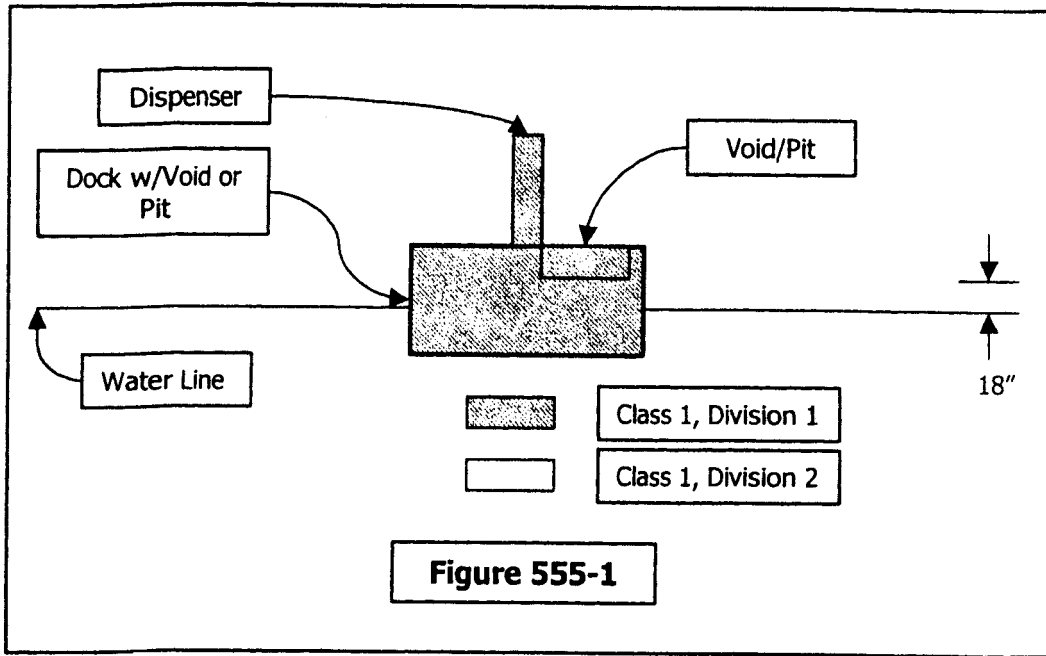 Dispenser
Void/Pit
Dock w/Void or
Pit
Water Line
18"
Class 1, Division 1
Class 1, Division 2
Figure 555-1